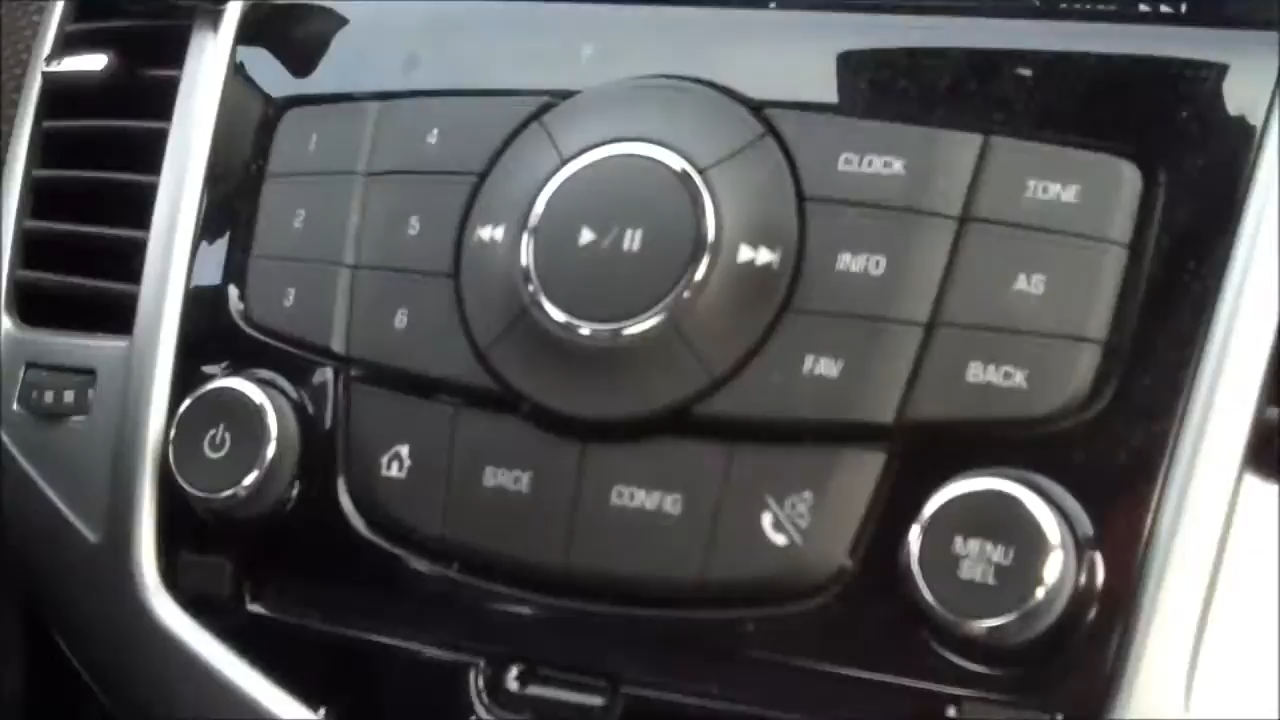 1
4
CLOCK
TONE
2
5
INFO
AS
3
6
FAV
BACK
SRCE
CONFIG
MENU
SEL